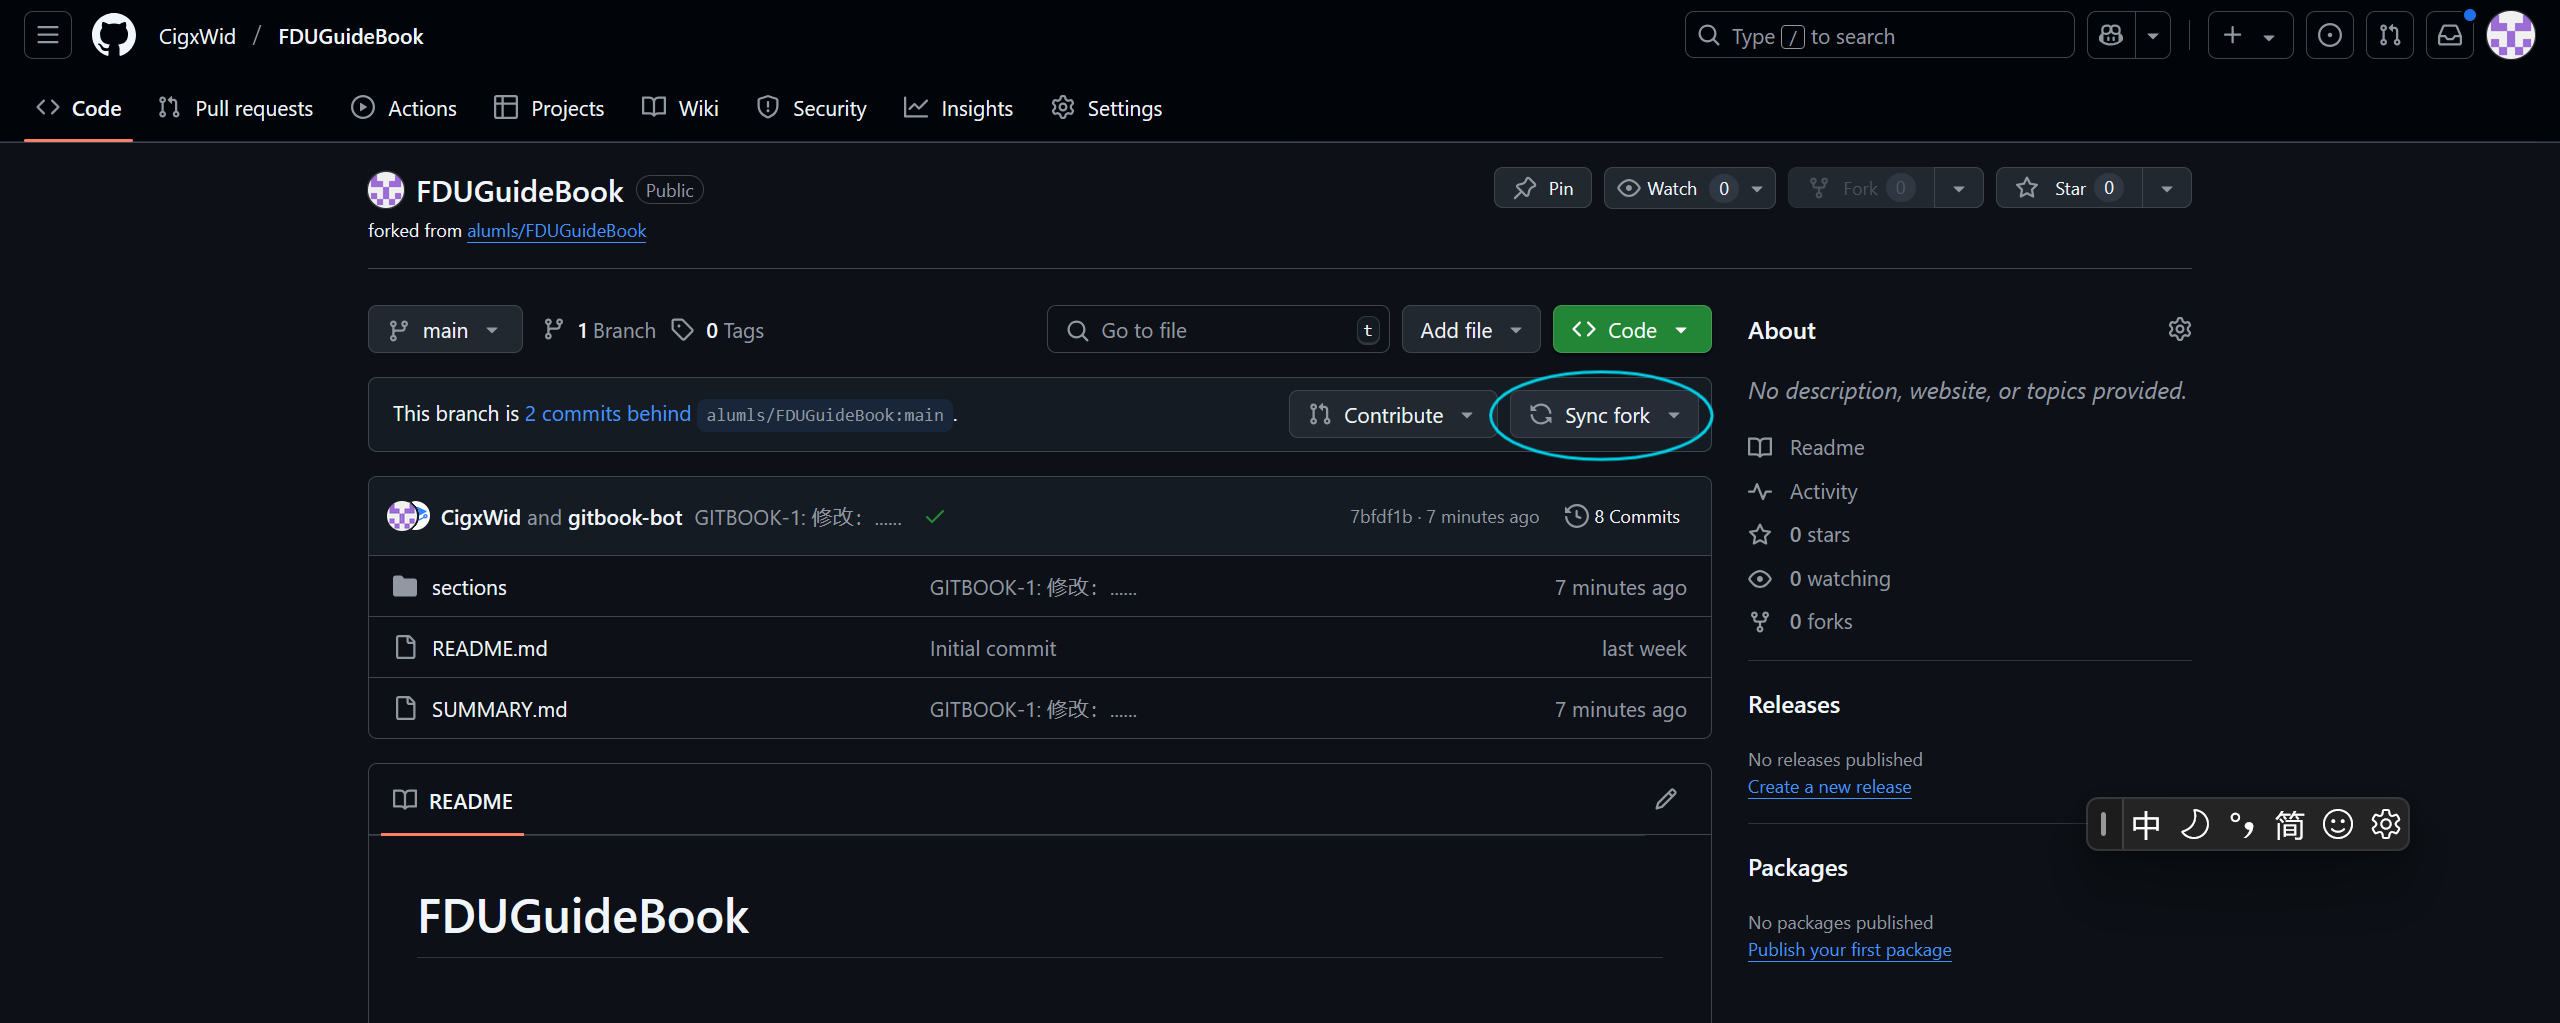 CigxWid / FDUGuideBook
Type / to search
Code Pull requests Actions Projects Wiki Security Insights Settings
FDUGuideBook Public
Pin Watch 0 Fork 0 Star 0
forked from alumls/FDUGuideBook
main 1 Branch 0 Tags Go to file t Add file Code
This branch is 2 commits behind alumls/FDUGuideBook:main .
Contribute Sync fork
CigxWid and gitbook-bot GITBOOK-1: 修改：...... 7bfdf1b · 7 minutes ago 8 Commits
sections GITBOOK-1: 修改：...... 7 minutes ago
README.md Initial commit last week
SUMMARY.md GITBOOK-1: 修改：...... 7 minutes ago
README
FDUGuideBook
About
No description, website, or topics provided.
Readme
Activity
0 stars
0 watching
0 forks
Releases
No releases published
Create a new release
中 °, 简
Packages
No packages published
Publish your first package